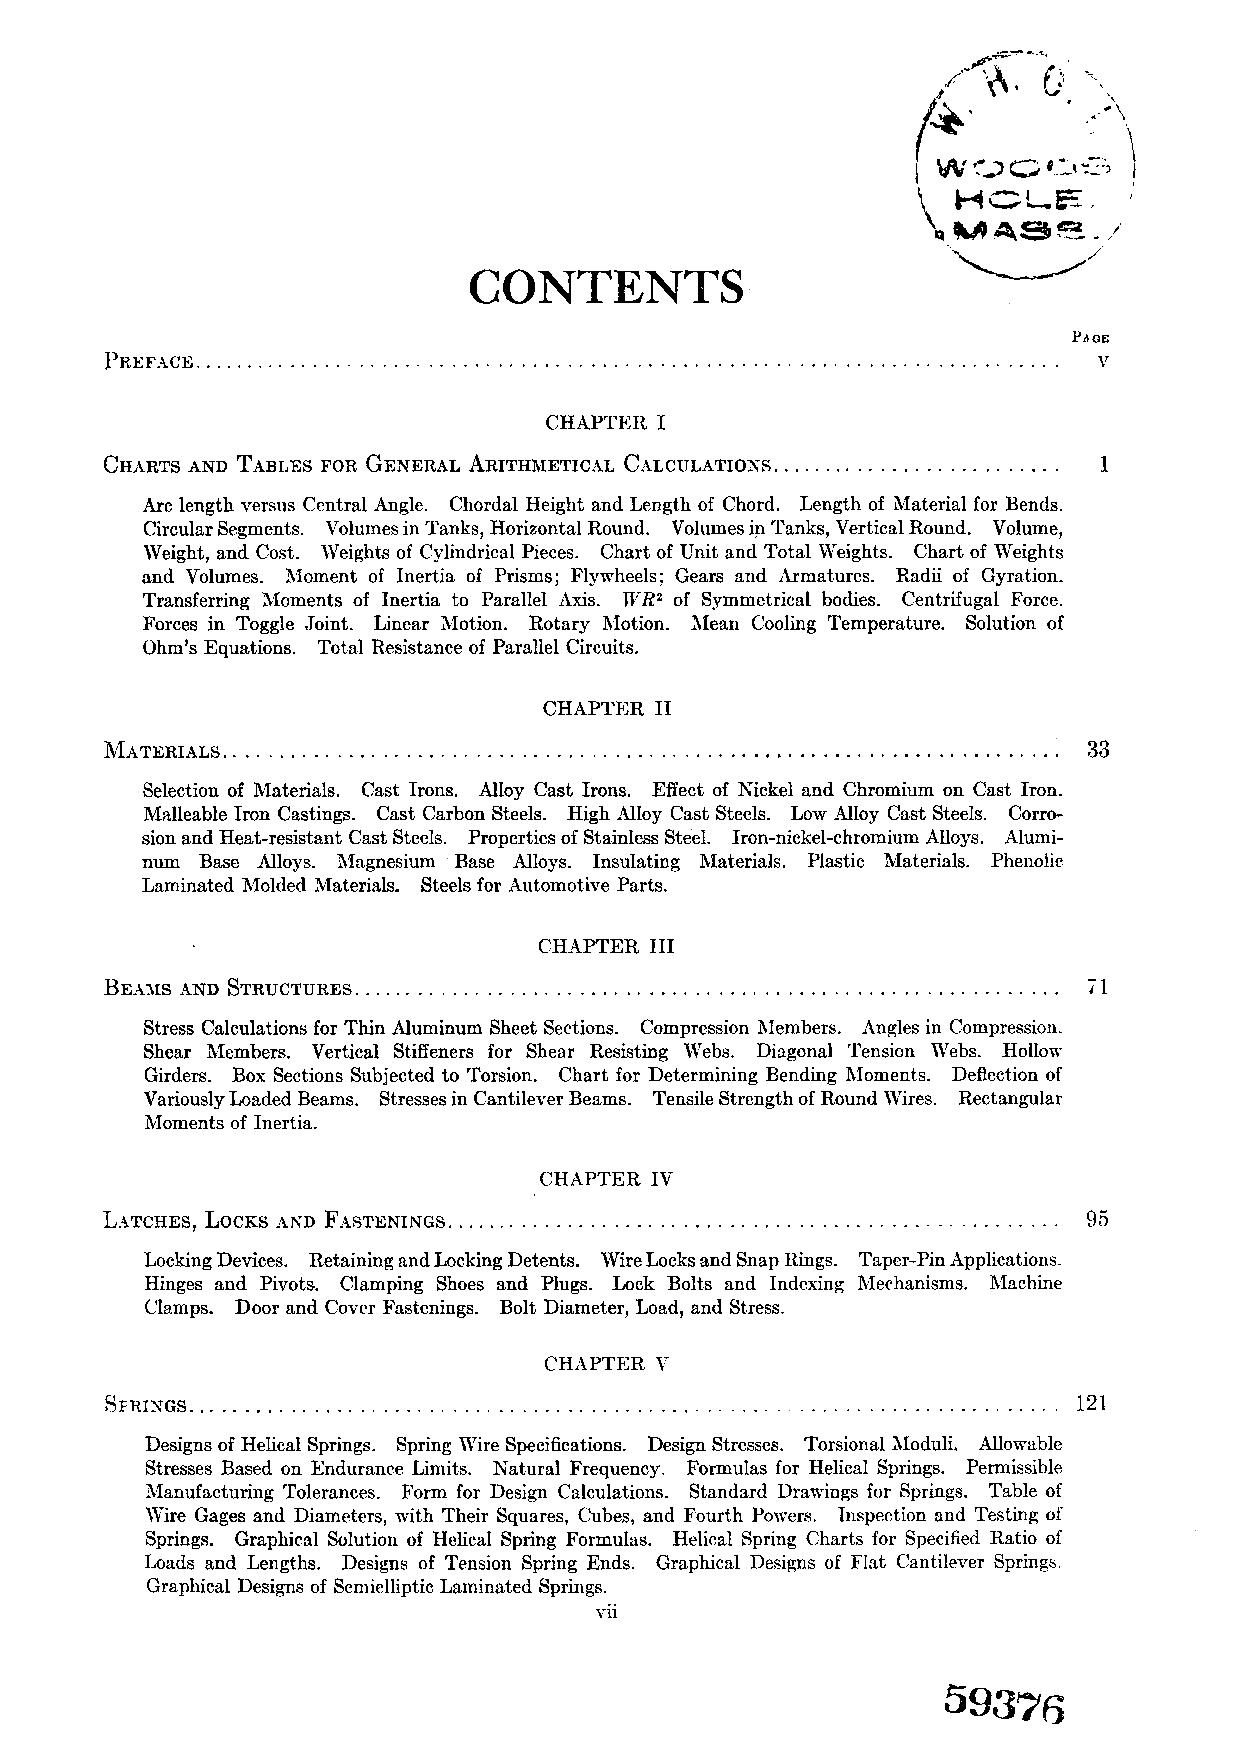 W. H. O.
WOODS
HOLE.
MASS.
CONTENTS
PAGE
PREFACE........................................ v
CHAPTER I
CHARTS AND TABLES FOR GENERAL ARITHMETICAL CALCULATIONS.......................... 1
Arc length versus Central Angle. Chordal Height and Length of Chord. Length of Material for Bends.
Circular Segments. Volumes in Tanks, Horizontal Round. Volumes in Tanks, Vertical Round. Volume,
Weight, and Cost. Weights of Cylindrical Pieces. Chart of Unit and Total Weights. Chart of Weights
and Volumes. Moment of Inertia of Prisms; Flywheels; Gears and Armatures. Radii of Gyration.
Transferring Moments of Inertia to Parallel Axis. WR² of Symmetrical bodies. Centrifugal Force.
Forces in Toggle Joint. Linear Motion. Rotary Motion. Mean Cooling Temperature. Solution of
Ohm's Equations. Total Resistance of Parallel Circuits.
CHAPTER II
MATERIALS........................................ 33
Selection of Materials. Cast Irons. Alloy Cast Irons. Effect of Nickel and Chromium on Cast Iron.
Malleable Iron Castings. Cast Carbon Steels. High Alloy Cast Steels. Low Alloy Cast Steels. Corro-
sion and Heat-resistant Cast Steels. Properties of Stainless Steel. Iron-nickel-chromium Alloys. Alumi-
num Base Alloys. Magnesium Base Alloys. Insulating Materials. Plastic Materials. Phenolic
Laminated Molded Materials. Steels for Automotive Parts.
CHAPTER III
BEAMS AND STRUCTURES........................................ 71
Stress Calculations for Thin Aluminum Sheet Sections. Compression Members. Angles in Compression.
Shear Members. Vertical Stiffeners for Shear Resisting Webs. Diagonal Tension Webs. Hollow
Girders. Box Sections Subjected to Torsion. Chart for Determining Bending Moments. Deflection of
Variously Loaded Beams. Stresses in Cantilever Beams. Tensile Strength of Round Wires. Rectangular
Moments of Inertia.
CHAPTER IV
LATCHES, LOCKS AND FASTENINGS........................................ 95
Locking Devices. Retaining and Locking Detents. Wire Locks and Snap Rings. Taper-Pin Applications.
Hinges and Pivots. Clamping Shoes and Plugs. Lock Bolts and Indexing Mechanisms. Machine
Clamps. Door and Cover Fastenings. Bolt Diameter, Load, and Stress.
CHAPTER V
SPRINGS........................................ 121
Designs of Helical Springs. Spring Wire Specifications. Design Stresses. Torsional Moduli. Allowable
Stresses Based on Endurance Limits. Natural Frequency. Formulas for Helical Springs. Permissible
Manufacturing Tolerances. Form for Design Calculations. Standard Drawings for Springs. Table of
Wire Gages and Diameters, with Their Squares, Cubes, and Fourth Powers. Inspection and Testing of
Springs. Graphical Solution of Helical Spring Formulas. Helical Spring Charts for Specified Ratio of
Loads and Lengths. Designs of Tension Spring Ends. Graphical Designs of Flat Cantilever Springs.
Graphical Designs of Semielliptic Laminated Springs.
vii
59376